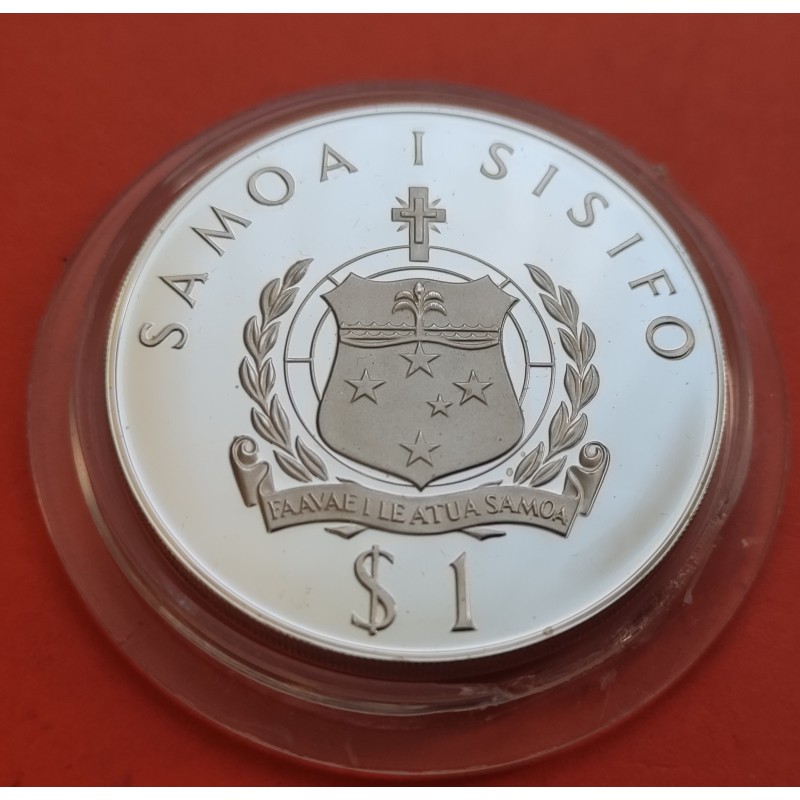 SAMOA I SISIFO
FAAVAE I LE ATUA SAMOA
$1